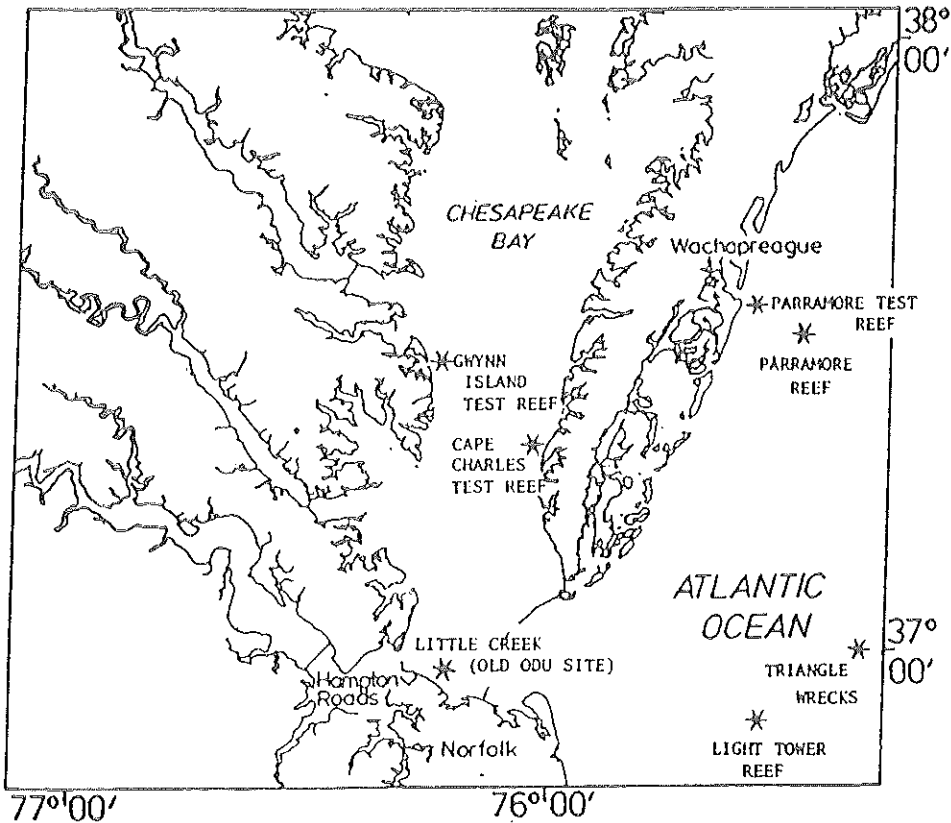 38°
00′
CHESAPEAKE
BAY
Wachapreague
PARRAMORE TEST
REEF
PARRAMORE
REEF
GWYNN
ISLAND
TEST REEF
CAPE
CHARLES
TEST REEF
ATLANTIC
OCEAN
37°
00′
LITTLE CREEK
(OLD ODU SITE)
TRIANGLE
WRECKS
Hampton
Roads
Norfolk
LIGHT TOWER
REEF
77°00′
76°00′